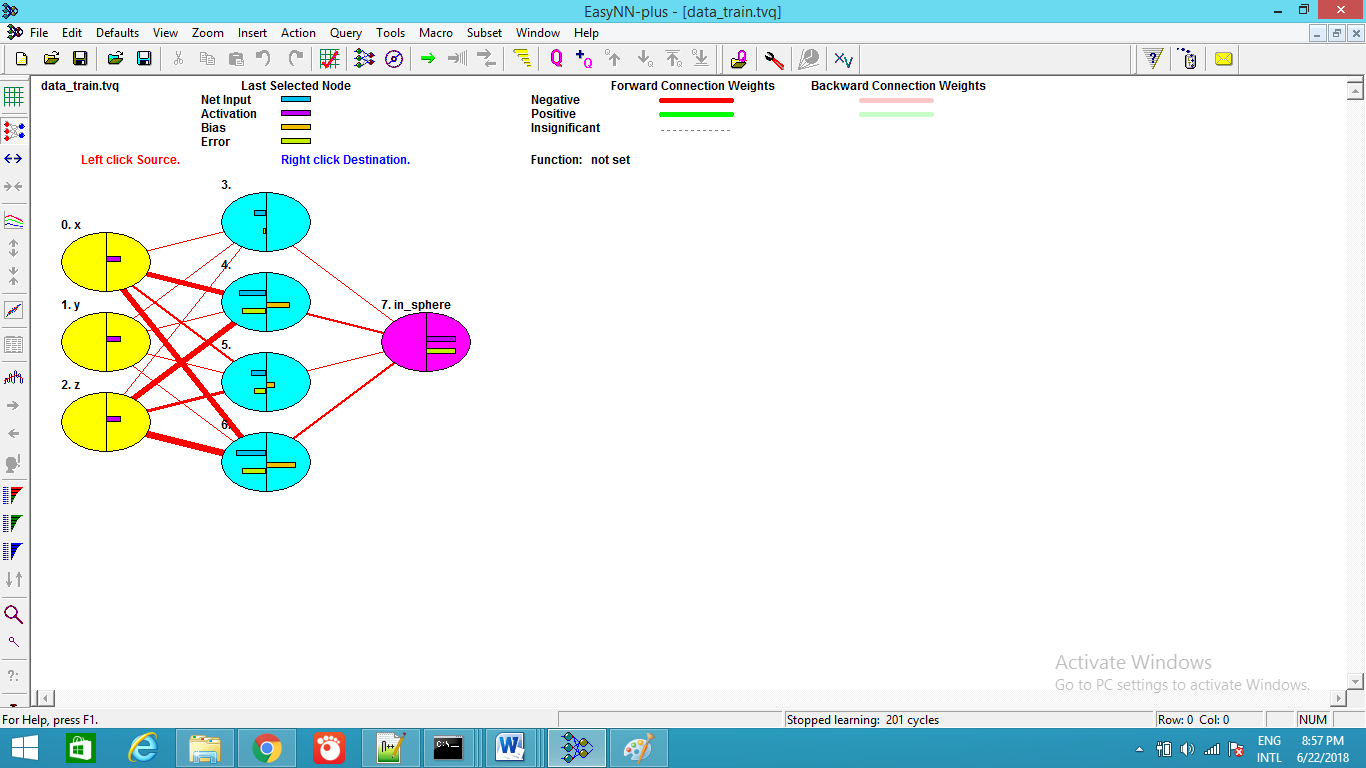 EasyNN-plus - [data_train.tvq]
File Edit Defaults View Zoom Insert Action Query Tools Macro Subset Window Help
data_train.tvq Last Selected Node Forward Connection Weights Backward Connection Weights
Net Input Negative
Activation Positive
Bias Insignificant
Error
Left click Source. Right click Destination. Function: not set
3.
0. x
4.
1. y 7. in_sphere
5.
2. z
6.
Activate Windows
Go to PC settings to activate Windows.
For Help, press F1. Stopped learning: 201 cycles Row: 0 Col: 0 NUM
ENG 8:57 PM
INTL 6/22/2018